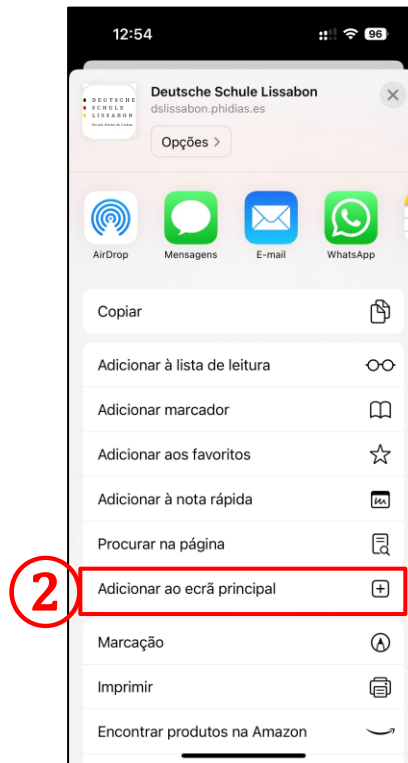 12:54
96
DEUTSCHE
SCHULE
LISSABON
Deutsche Schule Lissabon
dslissabon.phidias.es
Opções >
AirDrop
Mensagens
E-mail
WhatsApp
Copiar
Adicionar à lista de leitura
Adicionar marcador
Adicionar aos favoritos
Adicionar à nota rápida
Procurar na página
2
Adicionar ao ecrã principal
Marcação
Imprimir
Encontrar produtos na Amazon